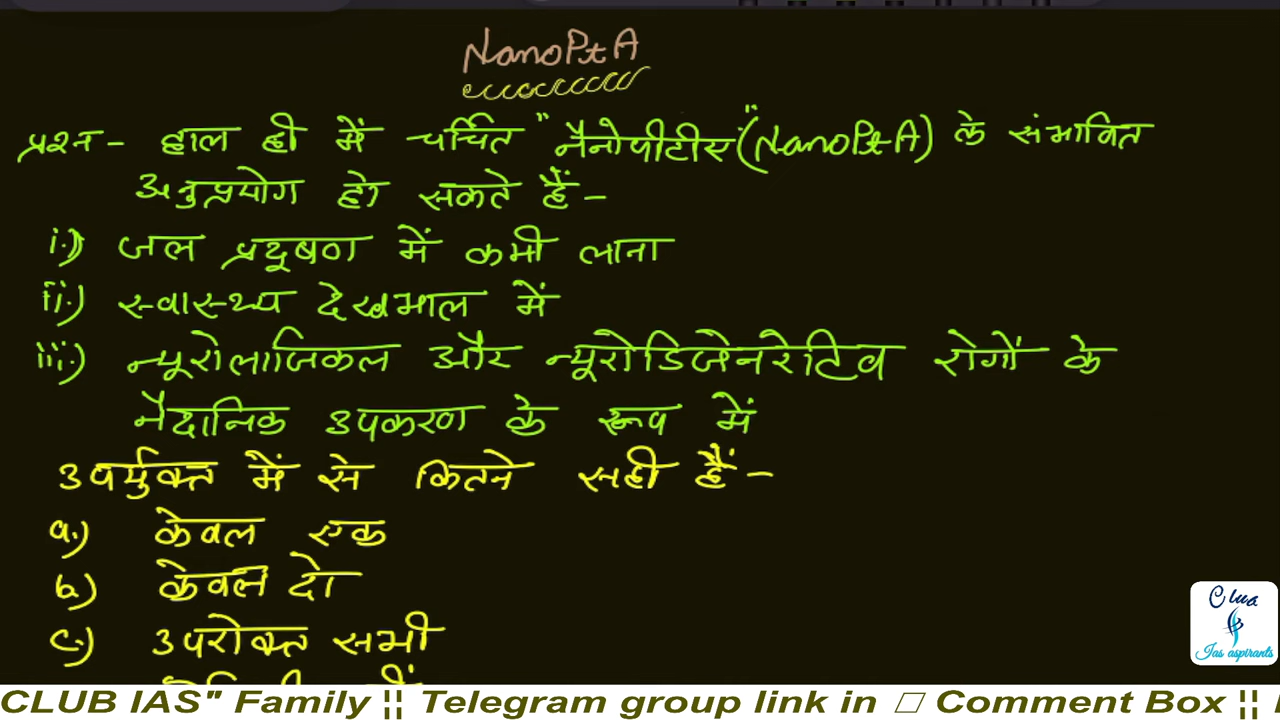 NanoPtA
प्रश्न - हाल ही में चर्चित "नैनोपीटीए" (NanoPt-A) के संभावित
अनुप्रयोग हो सकते हैं -
i.) जल प्रदूषण में कमी लाना
ii.) स्वास्थ्य देखभाल में
iii.) न्यूरोलाजिकल और न्यूरोडिजेनरेटिव रोगों के
नैदानिक उपकरण के रूप में
उपर्युक्त में से कितने सही हैं -
a.) केवल एक
b.) केवल दो
c.) उपरोक्त सभी
Club
Ias aspirants
CLUB IAS" Family ¦¦ Telegram group link in □ Comment Box ¦¦